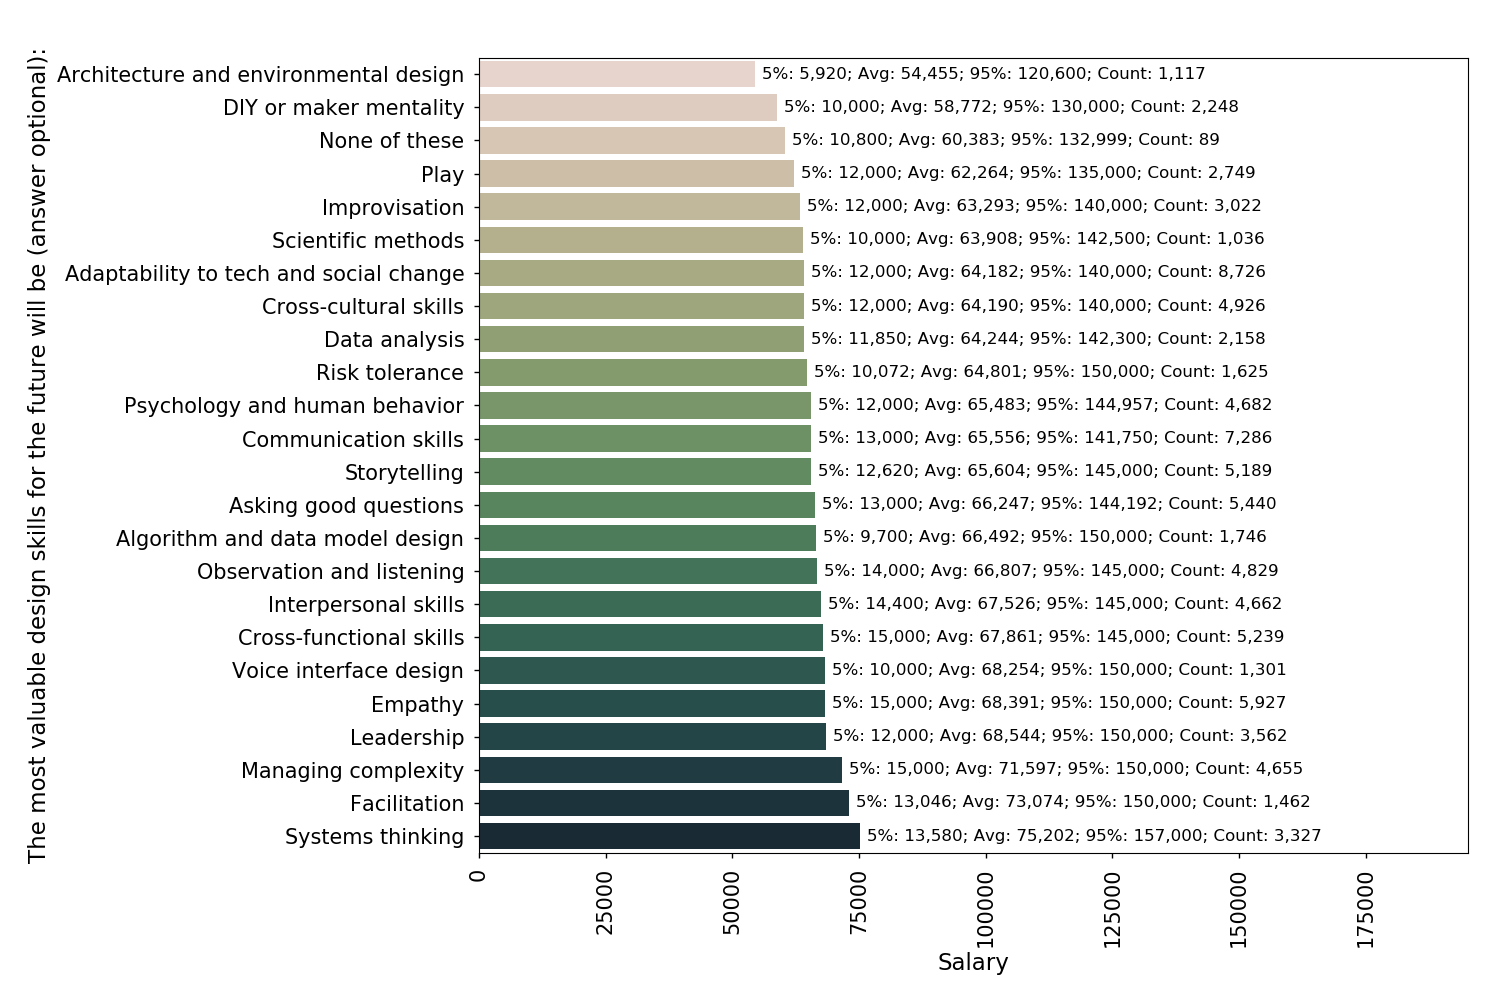 The most valuable design skills for the future will be (answer optional):
Architecture and environmental design 5%: 5,920; Avg: 54,455; 95%: 120,600; Count: 1,117
DIY or maker mentality 5%: 10,000; Avg: 58,772; 95%: 130,000; Count: 2,248
None of these 5%: 10,800; Avg: 60,383; 95%: 132,999; Count: 89
Play 5%: 12,000; Avg: 62,264; 95%: 135,000; Count: 2,749
Improvisation 5%: 12,000; Avg: 63,293; 95%: 140,000; Count: 3,022
Scientific methods 5%: 10,000; Avg: 63,908; 95%: 142,500; Count: 1,036
Adaptability to tech and social change 5%: 12,000; Avg: 64,182; 95%: 140,000; Count: 8,726
Cross-cultural skills 5%: 12,000; Avg: 64,190; 95%: 140,000; Count: 4,926
Data analysis 5%: 11,850; Avg: 64,244; 95%: 142,300; Count: 2,158
Risk tolerance 5%: 10,072; Avg: 64,801; 95%: 150,000; Count: 1,625
Psychology and human behavior 5%: 12,000; Avg: 65,483; 95%: 144,957; Count: 4,682
Communication skills 5%: 13,000; Avg: 65,556; 95%: 141,750; Count: 7,286
Storytelling 5%: 12,620; Avg: 65,604; 95%: 145,000; Count: 5,189
Asking good questions 5%: 13,000; Avg: 66,247; 95%: 144,192; Count: 5,440
Algorithm and data model design 5%: 9,700; Avg: 66,492; 95%: 150,000; Count: 1,746
Observation and listening 5%: 14,000; Avg: 66,807; 95%: 145,000; Count: 4,829
Interpersonal skills 5%: 14,400; Avg: 67,526; 95%: 145,000; Count: 4,662
Cross-functional skills 5%: 15,000; Avg: 67,861; 95%: 145,000; Count: 5,239
Voice interface design 5%: 10,000; Avg: 68,254; 95%: 150,000; Count: 1,301
Empathy 5%: 15,000; Avg: 68,391; 95%: 150,000; Count: 5,927
Leadership 5%: 12,000; Avg: 68,544; 95%: 150,000; Count: 3,562
Managing complexity 5%: 15,000; Avg: 71,597; 95%: 150,000; Count: 4,655
Facilitation 5%: 13,046; Avg: 73,074; 95%: 150,000; Count: 1,462
Systems thinking 5%: 13,580; Avg: 75,202; 95%: 157,000; Count: 3,327
0 25000 50000 75000 100000 125000 150000 175000
Salary